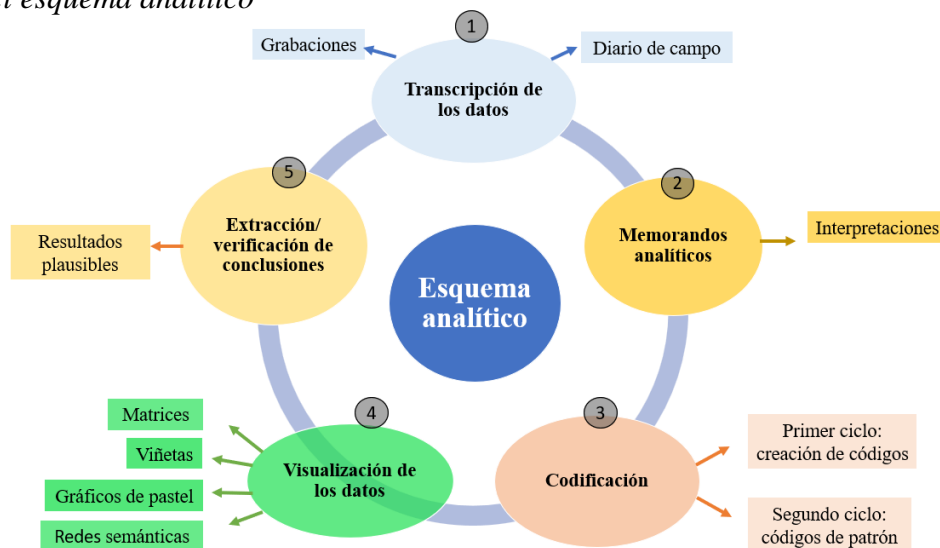 esquema analítico
1
Grabaciones
Diario de campo
Transcripción de
los datos
2
Memorandos
analíticos
Interpretaciones
3
Codificación
Primer ciclo:
creación de códigos
Segundo ciclo:
códigos de patrón
4
Visualización de
los datos
Matrices
Viñetas
Gráficos de pastel
Redes semánticas
5
Extracción/
verificación de
conclusiones
Resultados
plausibles
Esquema
analítico